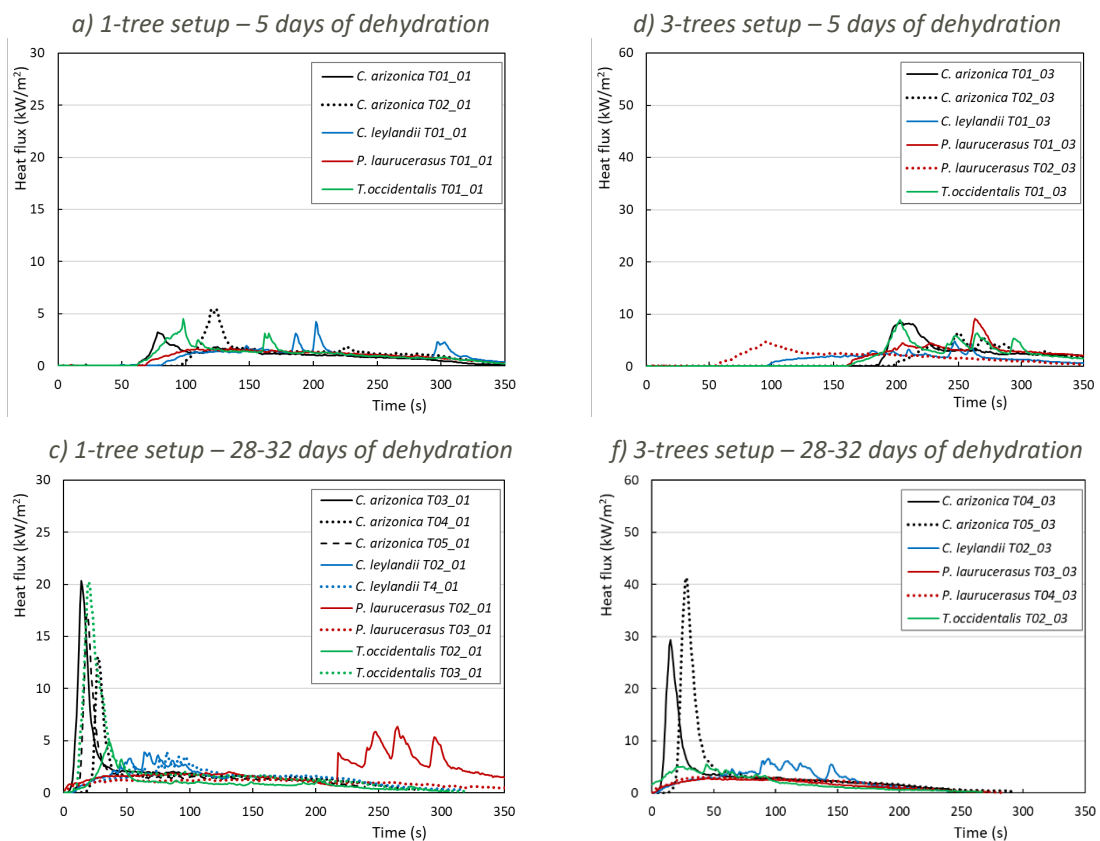 a) 1-tree setup – 5 days of dehydration
Heat flux (kW/m²)
30
25
20
15
10
5
0
C. arizonica T01_01
C. arizonica T02_01
C. leylandii T01_01
P. laurucerasus T01_01
T.occidentalis T01_01
0 50 100 150 200 250 300 350
Time (s)
d) 3-trees setup – 5 days of dehydration
Heat flux (kW/m²)
60
50
40
30
20
10
0
C. arizonica T01_03
C. arizonica T02_03
C. leylandii T01_03
P. laurucerasus T01_03
P. laurucerasus T02_03
T.occidentalis T01_03
0 50 100 150 200 250 300 350
Time (s)
c) 1-tree setup – 28-32 days of dehydration
Heat flux (kW/m²)
30
25
20
15
10
5
0
C. arizonica T03_01
C. arizonica T04_01
C. arizonica T05_01
C. leylandii T02_01
C. leylandii T4_01
P. laurucerasus T02_01
P. laurucerasus T03_01
T.occidentalis T02_01
T.occidentalis T03_01
0 50 100 150 200 250 300 350
Time (s)
f) 3-trees setup – 28-32 days of dehydration
Heat flux (kW/m²)
60
50
40
30
20
10
0
C. arizonica T04_03
C. arizonica T05_03
C. leylandii T02_03
P. laurucerasus T03_03
P. laurucerasus T04_03
T.occidentalis T02_03
0 50 100 150 200 250 300 350
Time (s)